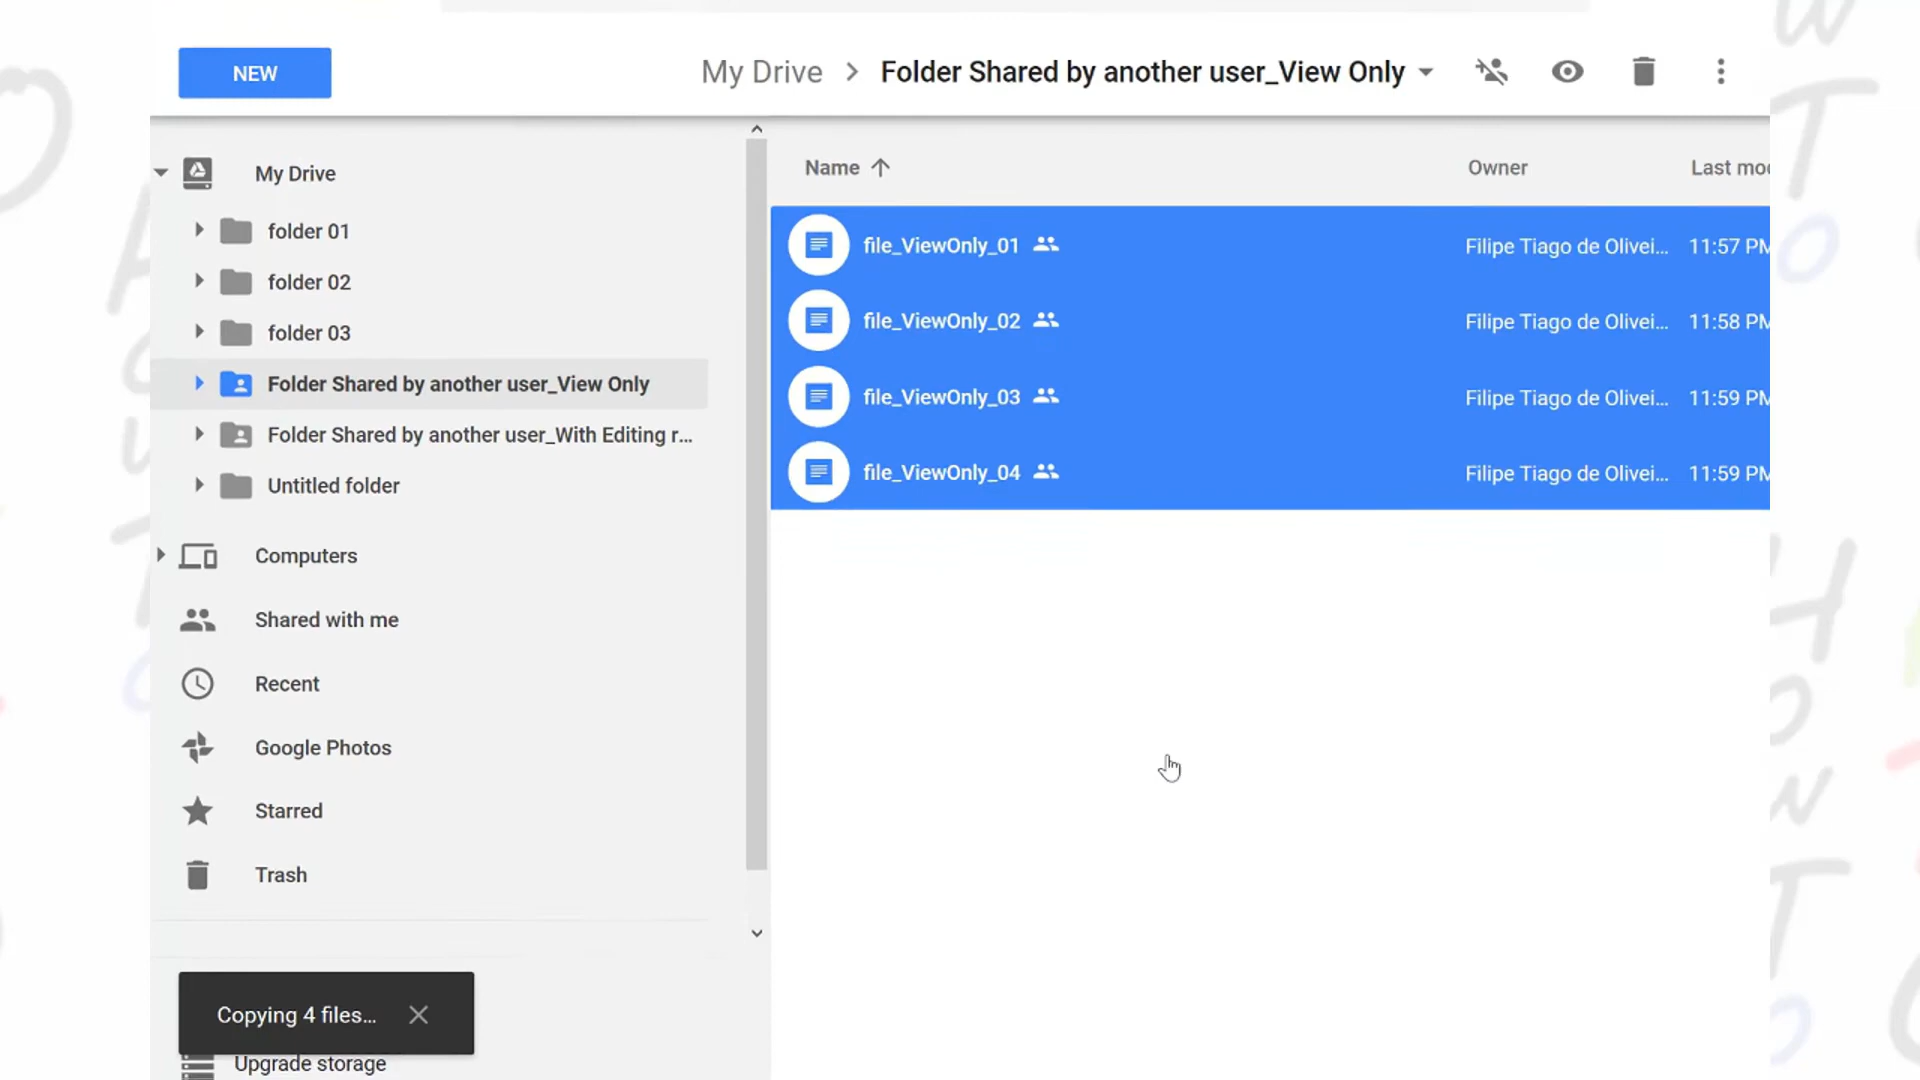 NEW
My Drive
Folder Shared by another user_View Only
My Drive
folder 01
folder 02
folder 03
Folder Shared by another user_View Only
Folder Shared by another user_With Editing r...
Untitled folder
Computers
Shared with me
Recent
Google Photos
Starred
Trash
Copying 4 files...
Upgrade storage
Name Owner Last mo
file_ViewOnly_01 Filipe Tiago de Olivei... 11:57 PM
file_ViewOnly_02 Filipe Tiago de Olivei... 11:58 PM
file_ViewOnly_03 Filipe Tiago de Olivei... 11:59 PM
file_ViewOnly_04 Filipe Tiago de Olivei... 11:59 PM